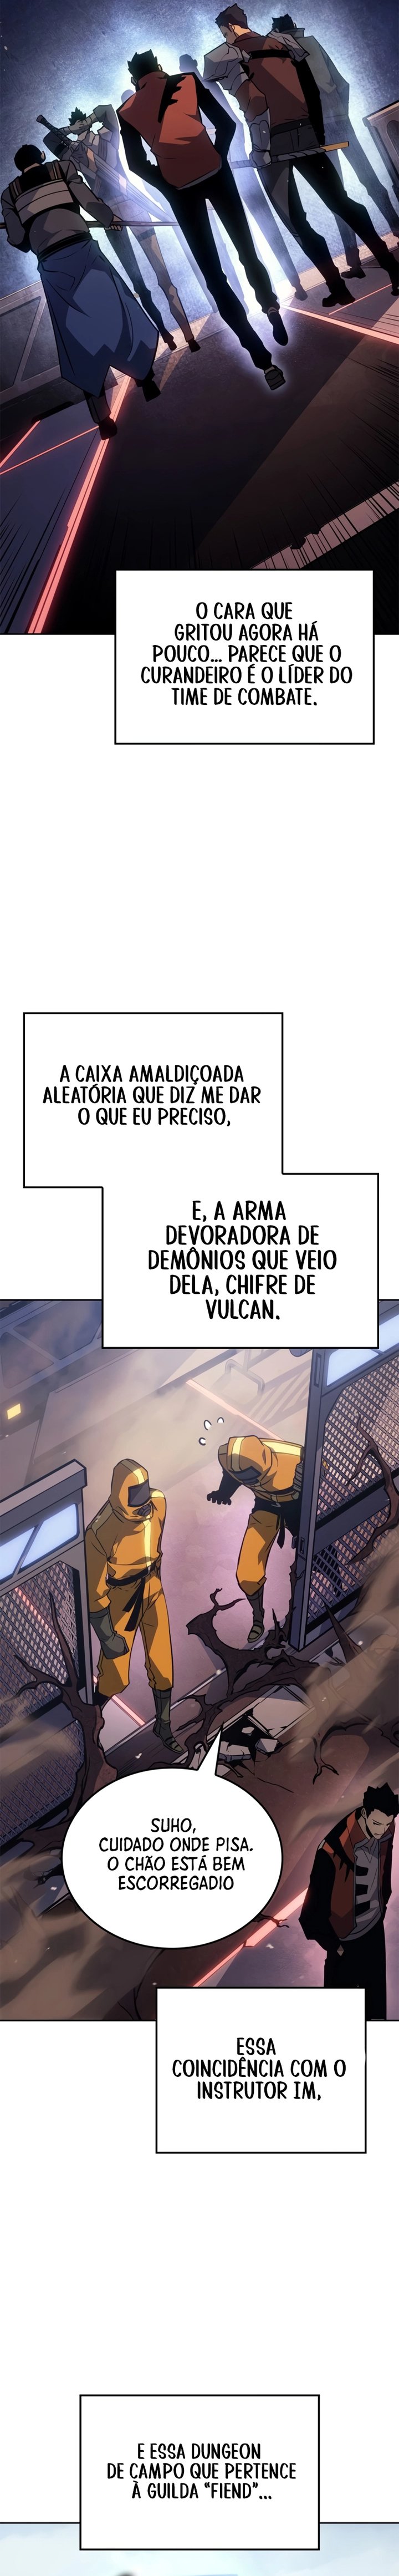 O CARA QUE
GRITOU AGORA HÁ
POUCO... PARECE QUE O
CURANDEIRO É O LÍDER DO
TIME DE COMBATE.
A CAIXA AMALDIÇOADA
ALEATÓRIA QUE DIZ ME DAR
O QUE EU PRECISO,
E, A ARMA
DEVORADORA DE
DEMÔNIOS QUE VEIO
DELA, CHIFRE DE
VULCAN.
SUHO,
CUIDADO ONDE PISA.
O CHÃO ESTÁ BEM
ESCORREGADIO
ESSA
COINCIDÊNCIA COM O
INSTRUTOR IM,
E ESSA DUNGEON
DE CAMPO QUE PERTENCE
À GUILDA “FIEND”...